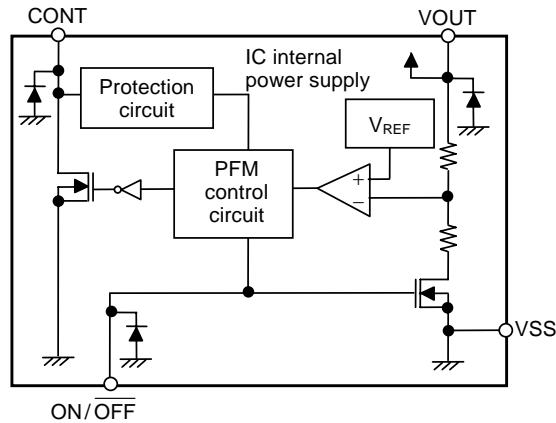 CONT
VOUT
IC internal
power supply
Protection
circuit
VREF
PFM
control
circuit
+
−
VSS
ON/OFF